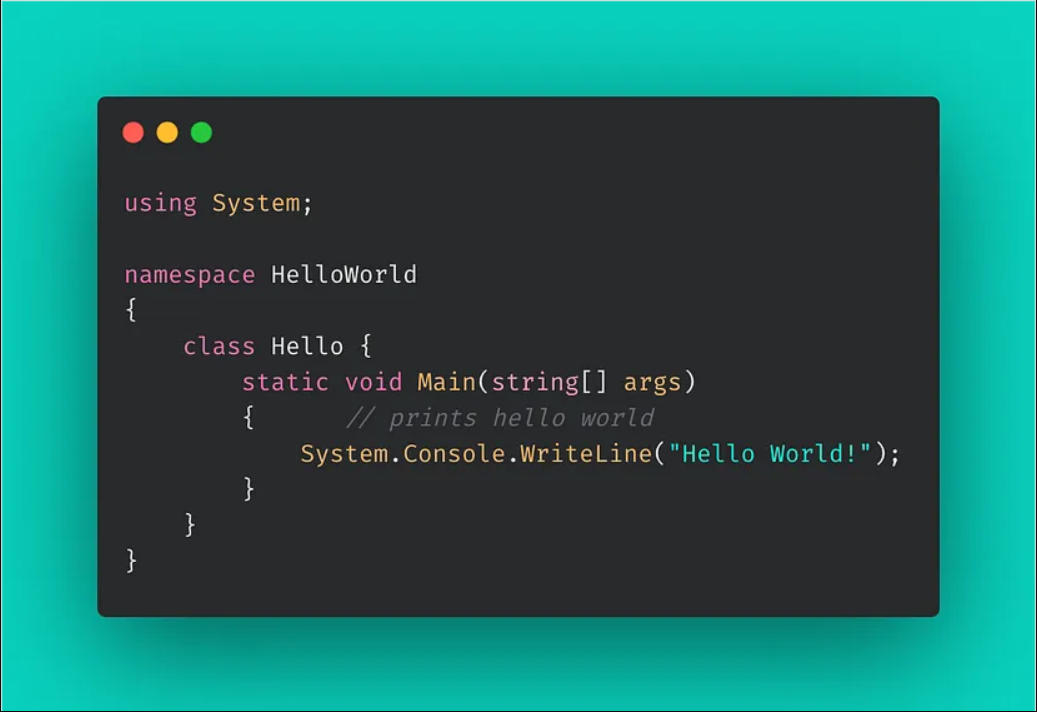 using System;

namespace HelloWorld
{
    class Hello {
        static void Main(string[] args)
        {      // prints hello world
            System.Console.WriteLine("Hello World!");
        }
    }
}